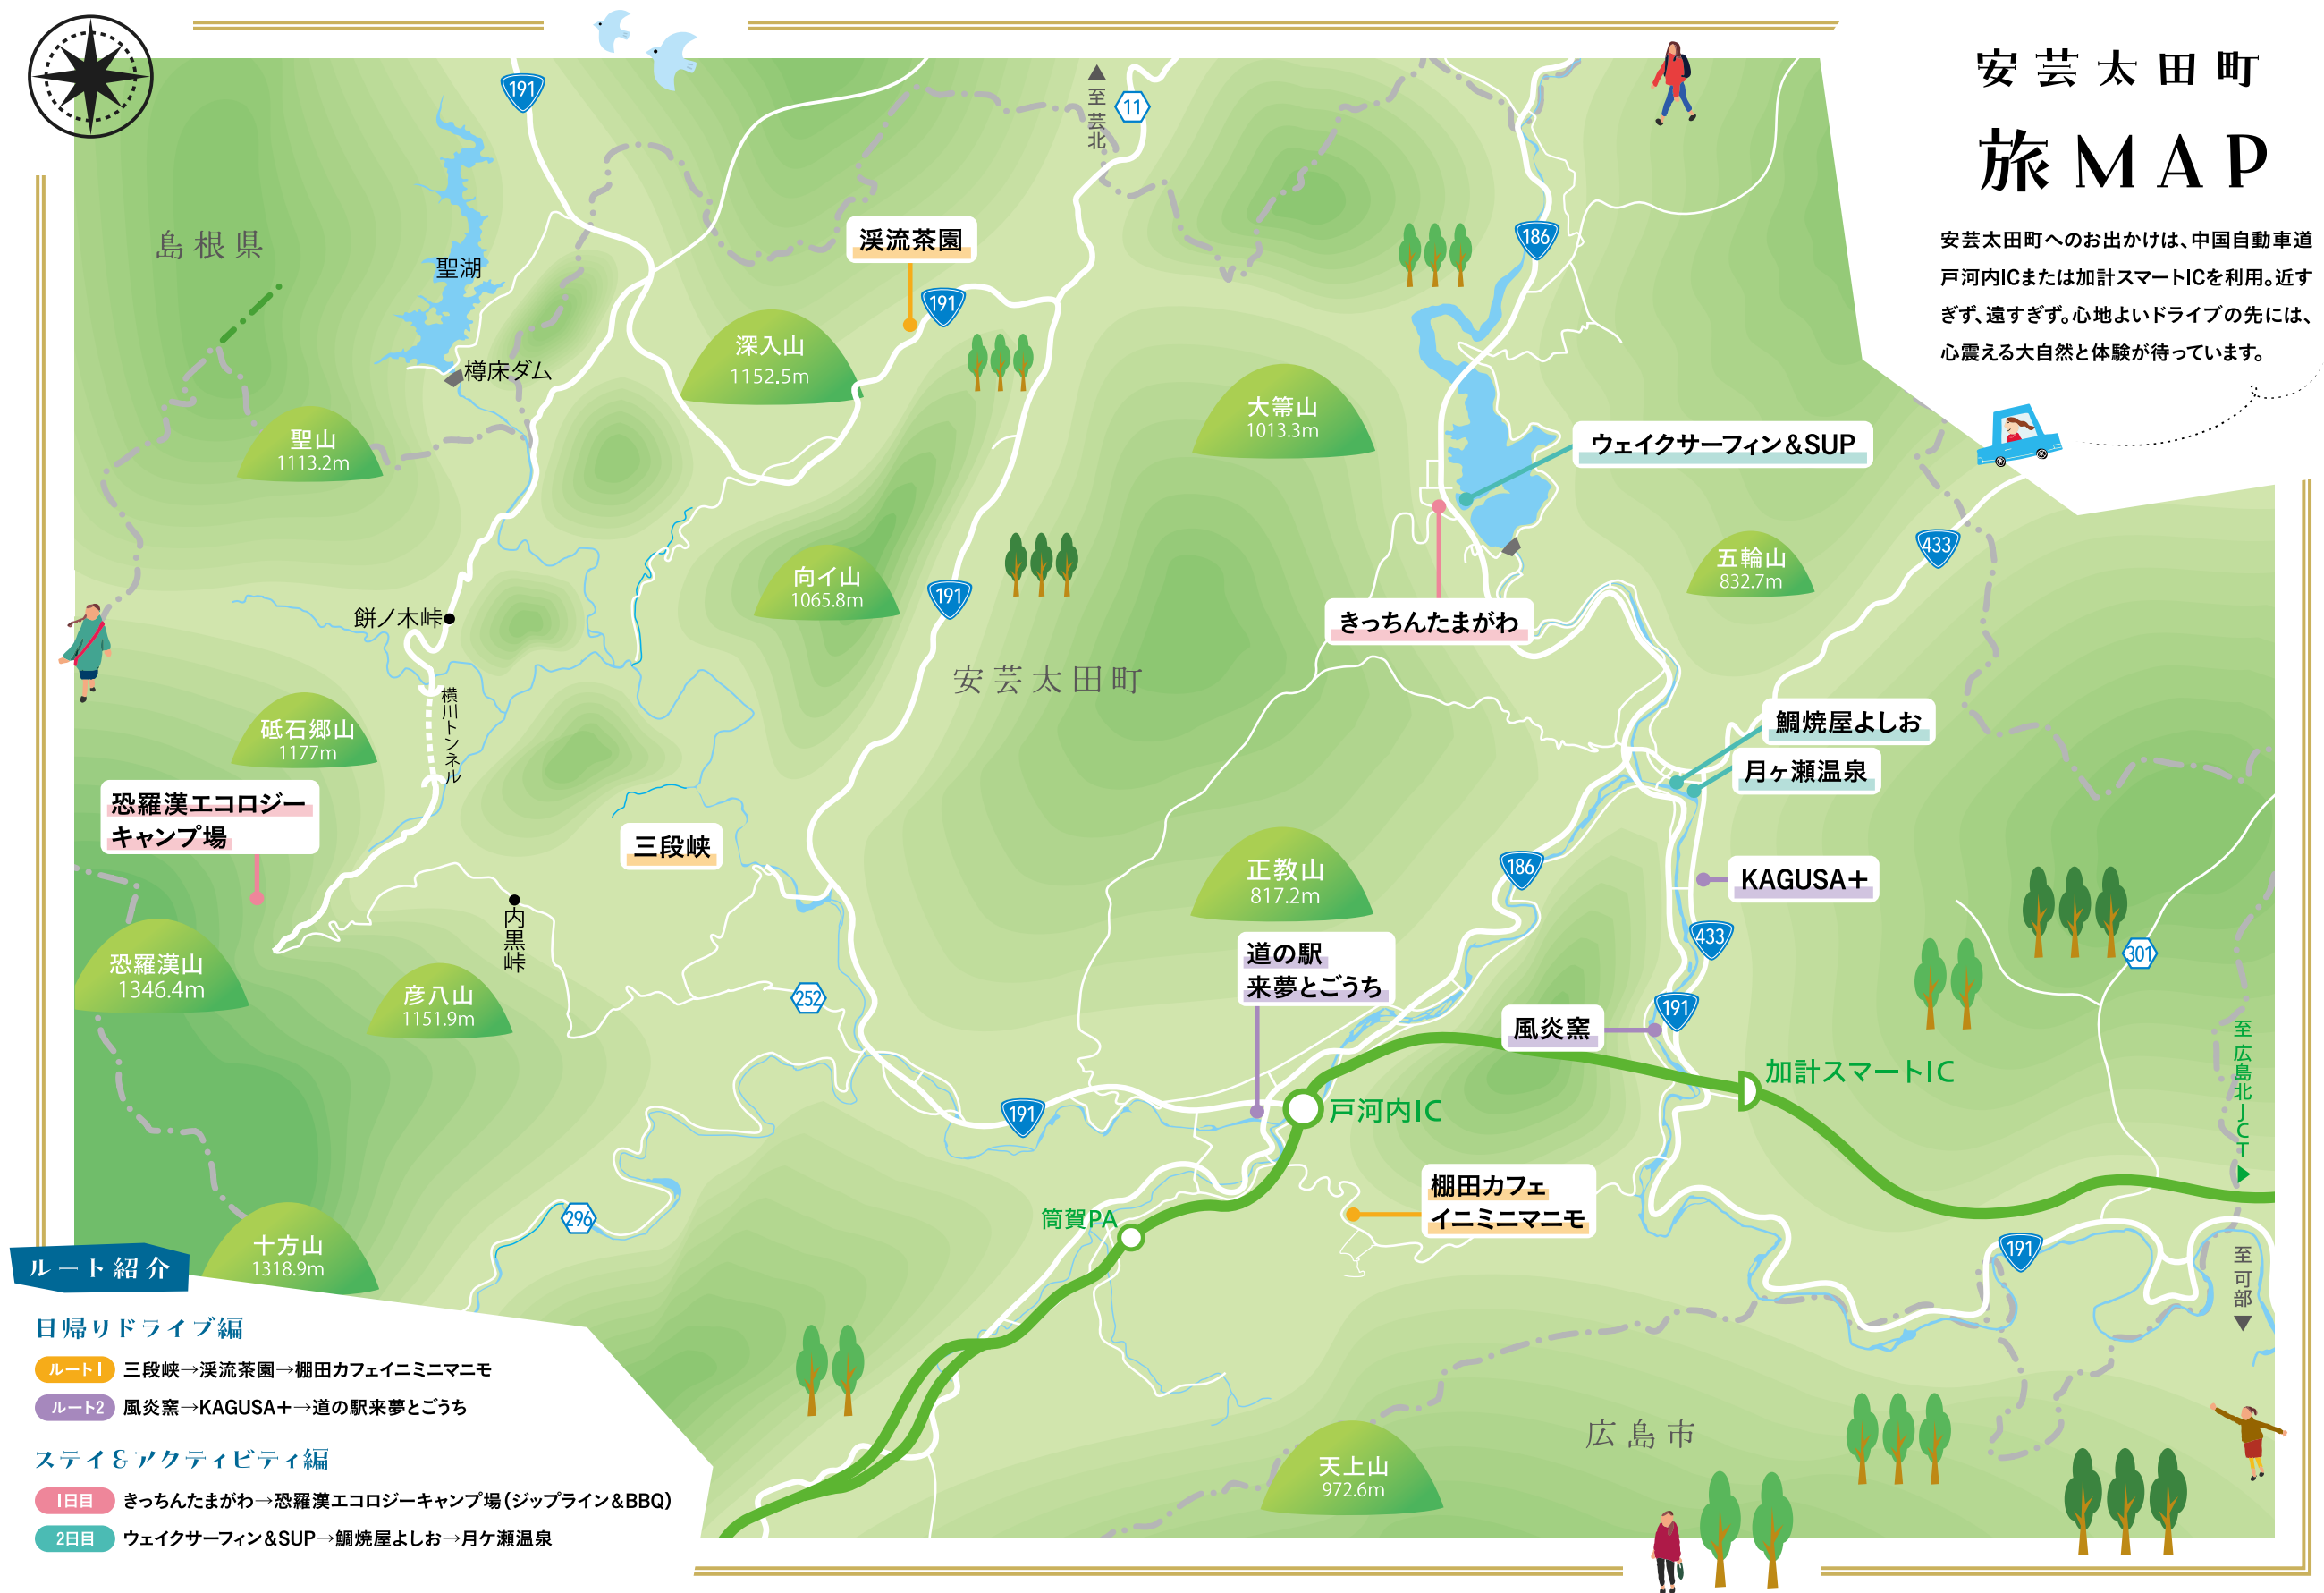 安芸太田町
旅MAP
安芸太田町へのお出かけは、中国自動車道
戸河内ICまたは加計スマートICを利用。近す
ぎず、遠すぎず。心地よいドライブの先には、
心震える大自然と体験が待っています。
191
至芸北
11
島根県
聖湖
渓流茶園
191
186
樽床ダム
深入山
1152.5m
聖山
1113.2m
大箒山
1013.3m
ウェイクサーフィン&SUP
433
五輪山
832.7m
向イ山
1065.8m
191
餅ノ木峠
きっちんたまがわ
安芸太田町
横川トンネル
砥石郷山
1177m
鯛焼屋よしお
月ヶ瀬温泉
恐羅漢エコロジー
キャンプ場
三段峡
正教山
817.2m
186
KAGUSA+
内黒峠
433
道の駅
来夢とごうち
301
恐羅漢山
1346.4m
彦八山
1151.9m
252
191
風炎窯
至広島北JCT
加計スマートIC
191
戸河内IC
棚田カフェ
イニミニマニモ
筒賀PA
296
191
十方山
1318.9m
至可部
広島市
天上山
972.6m
ルート紹介
日帰りドライブ編
ルート1 三段峡→渓流茶園→棚田カフェイニミニマニモ
ルート2 風炎窯→KAGUSA+→道の駅来夢とごうち
ステイ&アクティビティ編
1日目 きっちんたまがわ→恐羅漢エコロジーキャンプ場(ジップライン&BBQ)
2日目 ウェイクサーフィン&SUP→鯛焼屋よしお→月ケ瀬温泉